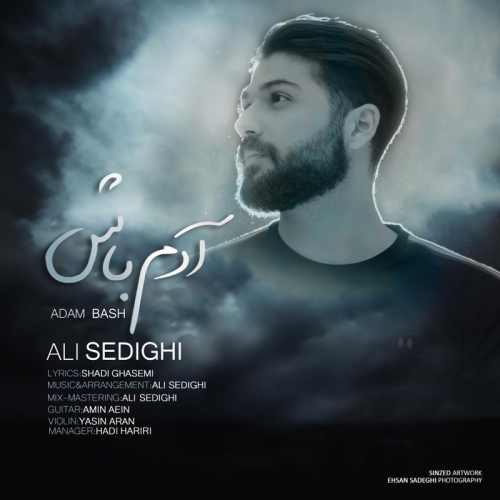 آدم باش
ADAM BASH
ALI SEDIGHI
LYRICS:SHADI GHASEMI
MUSIC&ARRANGEMENT:ALI SEDIGHI
MIX-MASTERING:ALI SEDIGHI
GUITAR:AMIN AEIN
VIOLIN:YASIN ARAN
MANAGER:HADI HARIRI
SINZED ARTWORK
EHSAN SADEGHI PHOTOGRAPHY